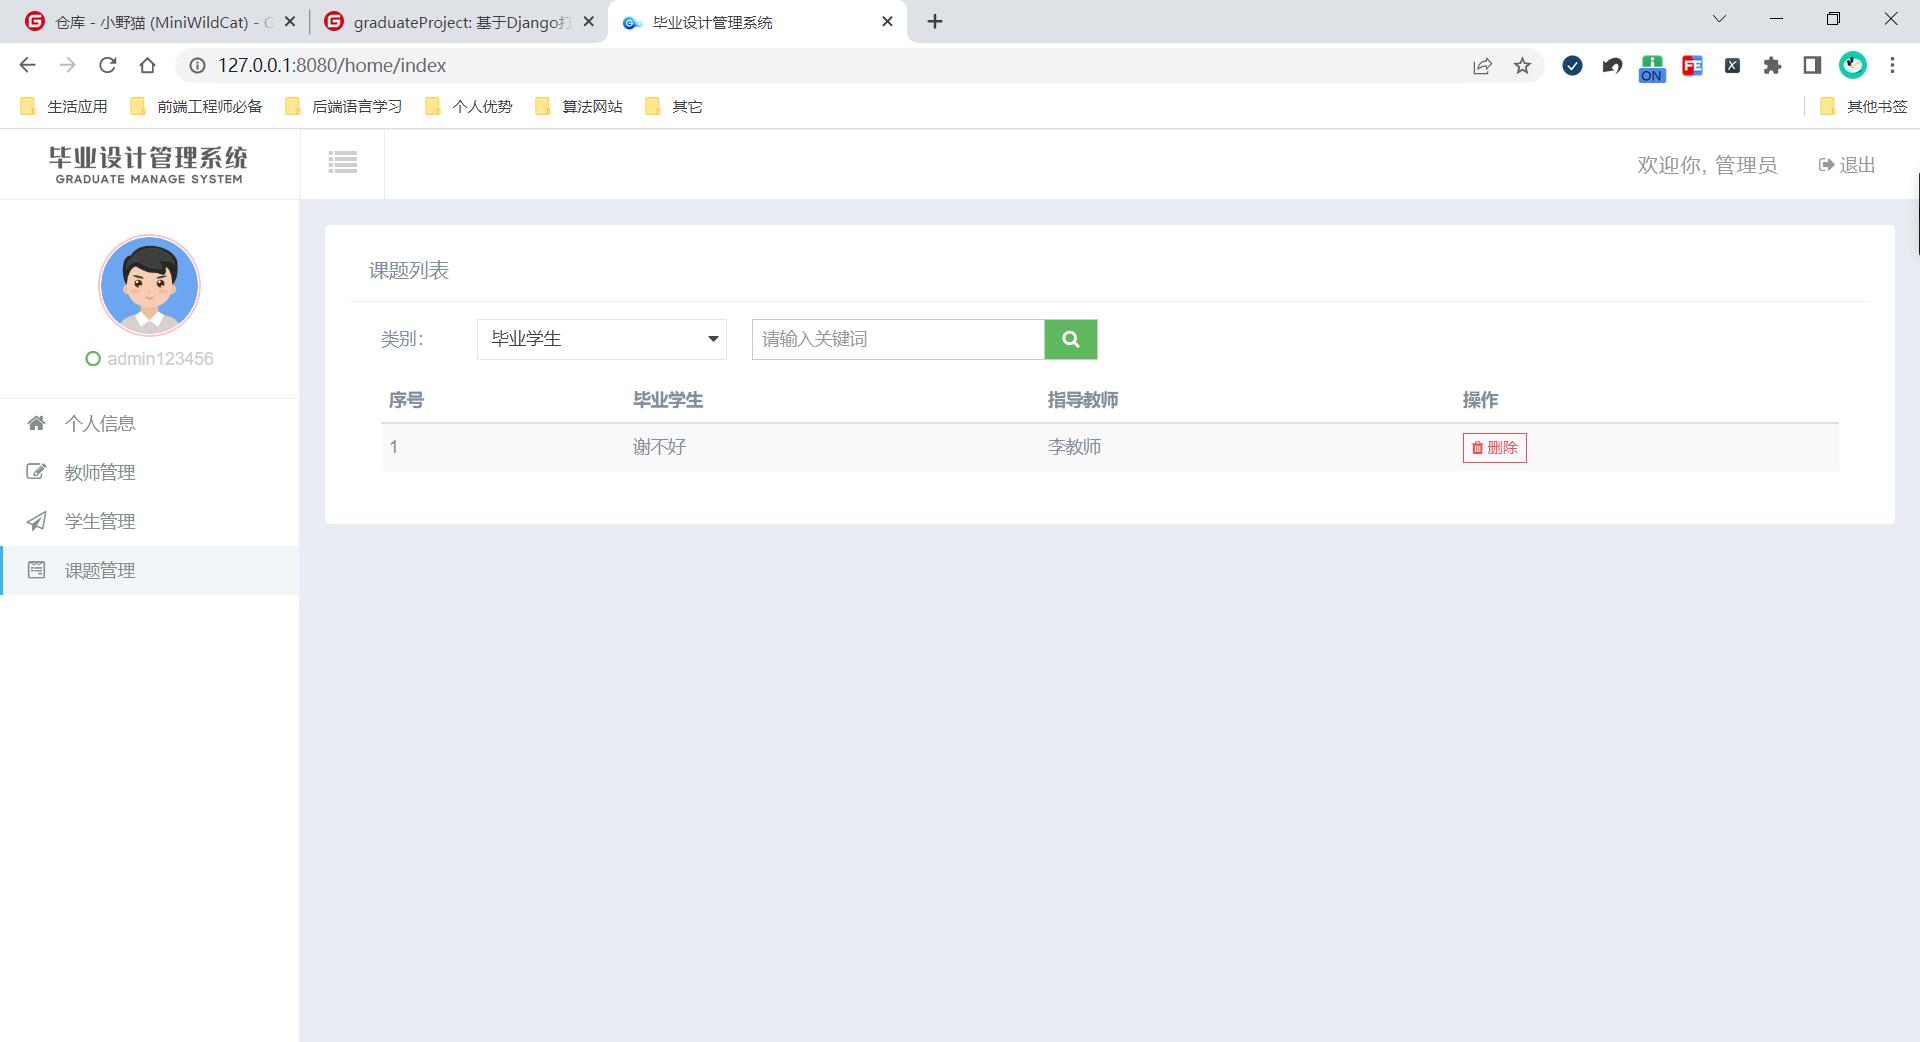 仓库 - 小野猫 (MiniWildCat) - G
graduateProject: 基于Django打
毕业设计管理系统
127.0.0.1:8080/home/index
ON
FE
X
生活应用
前端工程师必备
后端语言学习
个人优势
算法网站
其它
其他书签
毕业设计管理系统
GRADUATE MANAGE SYSTEM
欢迎你, 管理员
退出
admin123456
个人信息
教师管理
学生管理
课题管理
课题列表
类别：
毕业学生
请输入关键词
序号 毕业学生 指导教师 操作
1 谢不好 李教师 删除